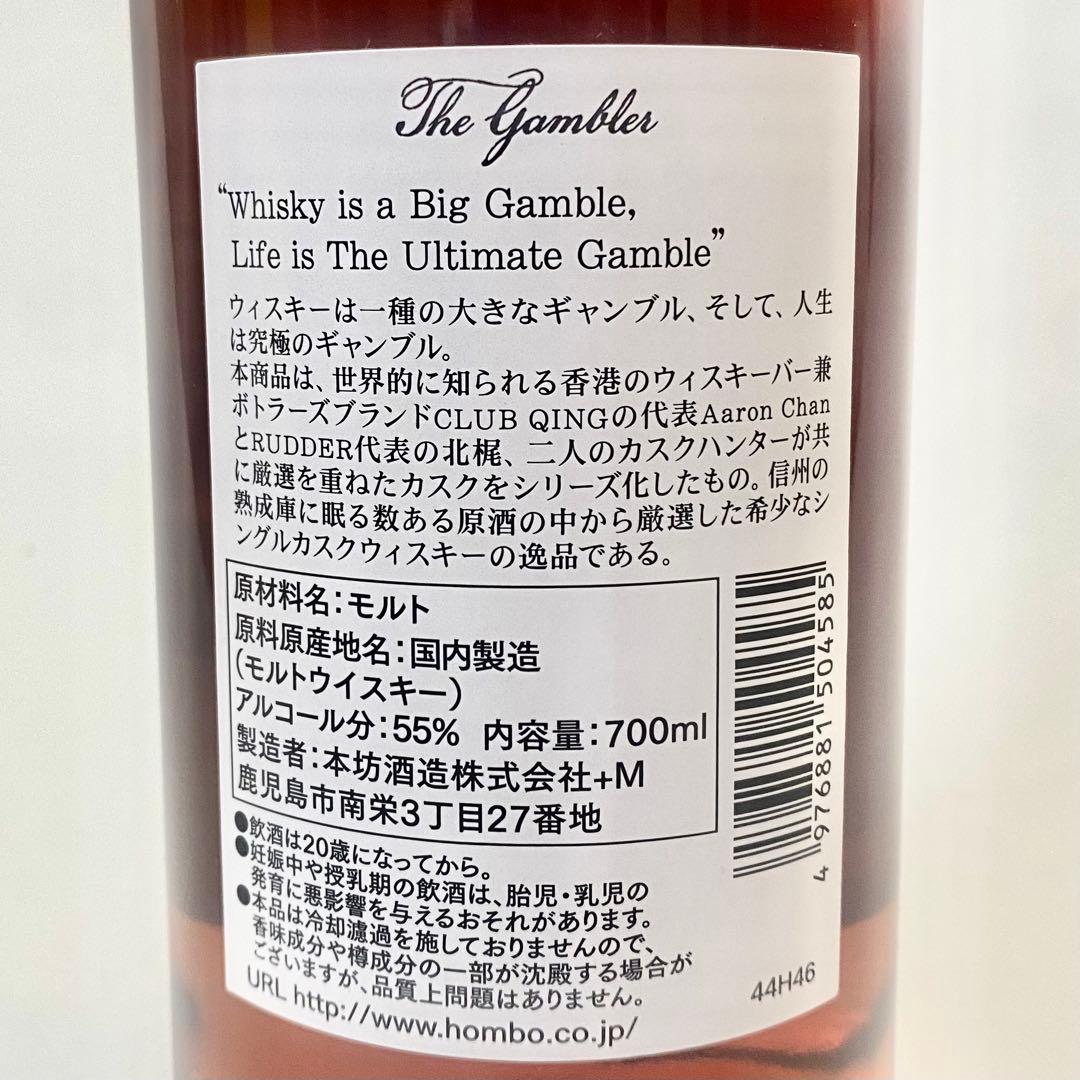 The Gambler
“Whisky is a Big Gamble,
Life is The Ultimate Gamble”
ウィスキーは一種の大きなギャンブル、そして、人生
は究極のギャンブル。
本商品は、世界的に知られる香港のウィスキーバー兼
ボトラーズブランドCLUB QINGの代表Aaron Chan
とRUDDER代表の北梶、二人のカスクハンターが共
に厳選を重ねたカスクをシリーズ化したもの。信州の
熟成庫に眠る数ある原酒の中から厳選した希少なシ
ングルカスクウィスキーの逸品である。
原材料名：モルト
原料原産地名：国内製造
(モルトウイスキー)
アルコール分：55% 内容量：700ml
製造者：本坊酒造株式会社+M
鹿児島市南栄3丁目27番地
●飲酒は20歳になってから。
●妊娠中や授乳期の飲酒は、胎児・乳児の
発育に悪影響を与えるおそれがあります。
●本品は冷却濾過を施しておりませんので、
香味成分や樽成分の一部が沈殿する場合が
ございますが、品質上問題はありません。
URL http://www.hombo.co.jp/
44H46
4 976881 504585